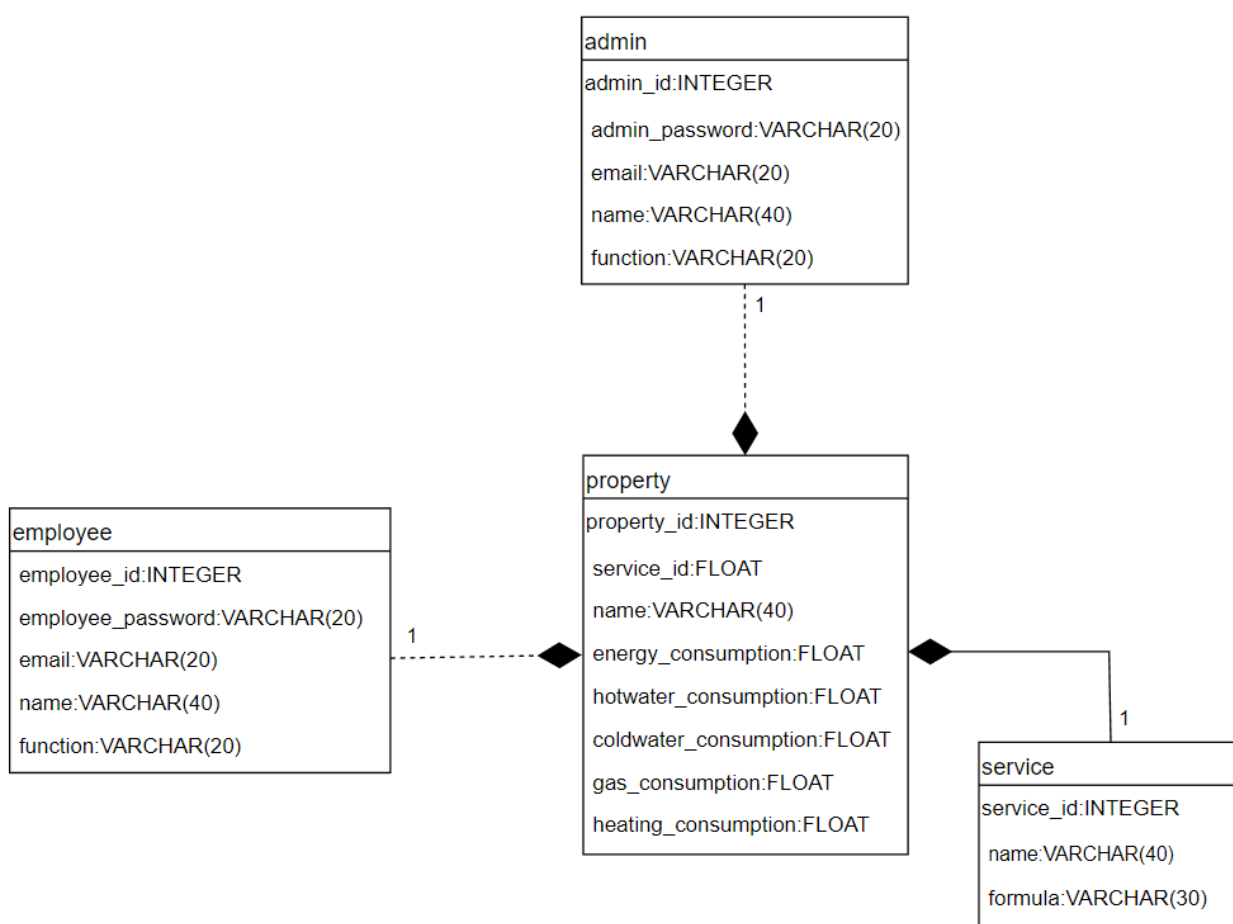 admin
admin_id:INTEGER
admin_password:VARCHAR(20)
email:VARCHAR(20)
name:VARCHAR(40)
function:VARCHAR(20)
1
property
property_id:INTEGER
service_id:FLOAT
name:VARCHAR(40)
energy_consumption:FLOAT
hotwater_consumption:FLOAT
coldwater_consumption:FLOAT
gas_consumption:FLOAT
heating_consumption:FLOAT
employee
employee_id:INTEGER
employee_password:VARCHAR(20)
email:VARCHAR(20)
name:VARCHAR(40)
function:VARCHAR(20)
1
1
service
service_id:INTEGER
name:VARCHAR(40)
formula:VARCHAR(30)